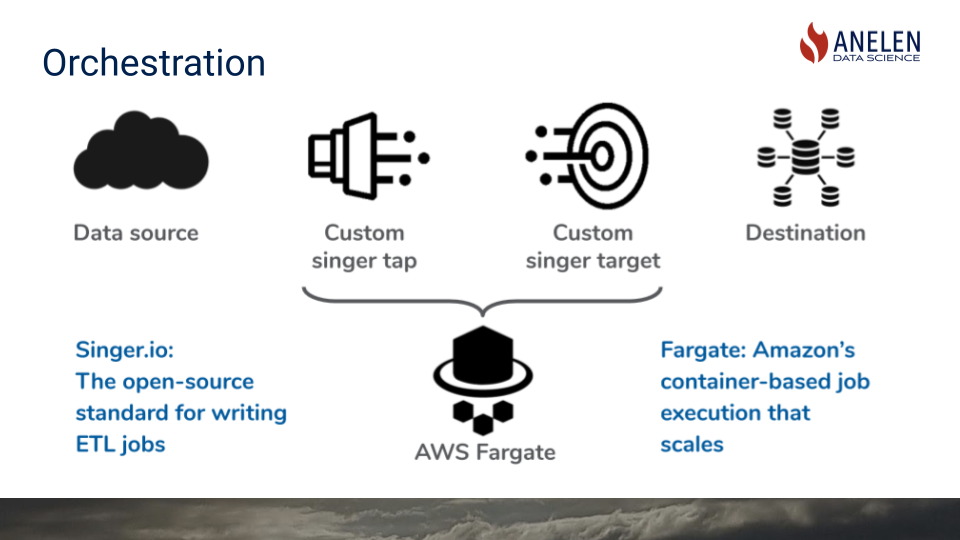 Orchestration
ANELEN
DATA SCIENCE
Data source
Custom
singer tap
Custom
singer target
Destination
Singer.io:
The open-source
standard for writing
ETL jobs
AWS Fargate
Fargate: Amazon’s
container-based job
execution that
scales